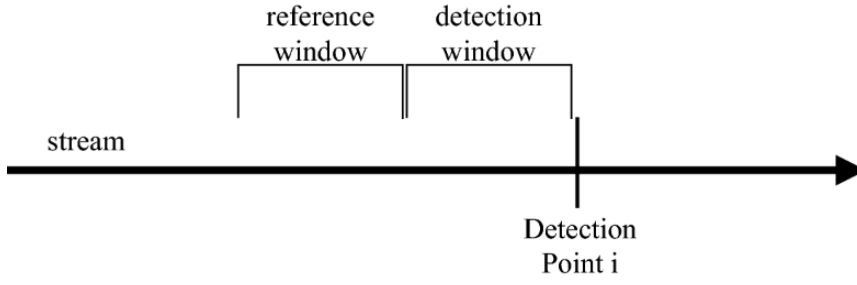 reference
window
detection
window
stream
Detection
Point i